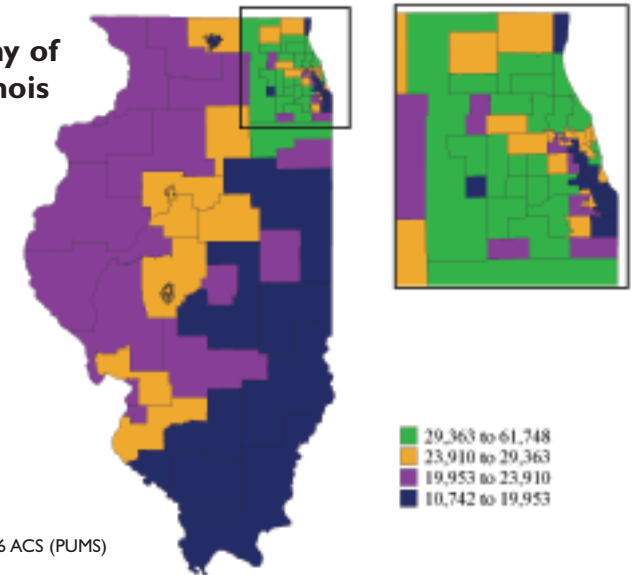 ny of
nois
29,363 to 61,748
23,910 to 29,363
19,953 to 23,910
10,742 to 19,953
6 ACS (PUMS)